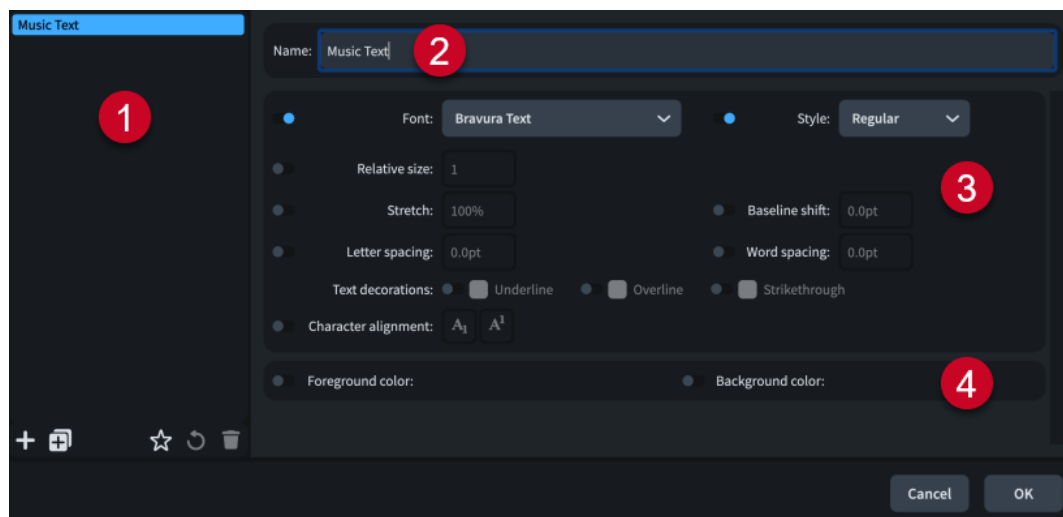 Music Text
1
Name: Music Text 2
Font: Bravura Text Style: Regular
Relative size: 1
3
Stretch: 100% Baseline shift: 0.0pt
Letter spacing: 0.0pt Word spacing: 0.0pt
Text decorations: Underline Overline Strikethrough
Character alignment: A1 A1
Foreground color: Background color: 4
Cancel OK